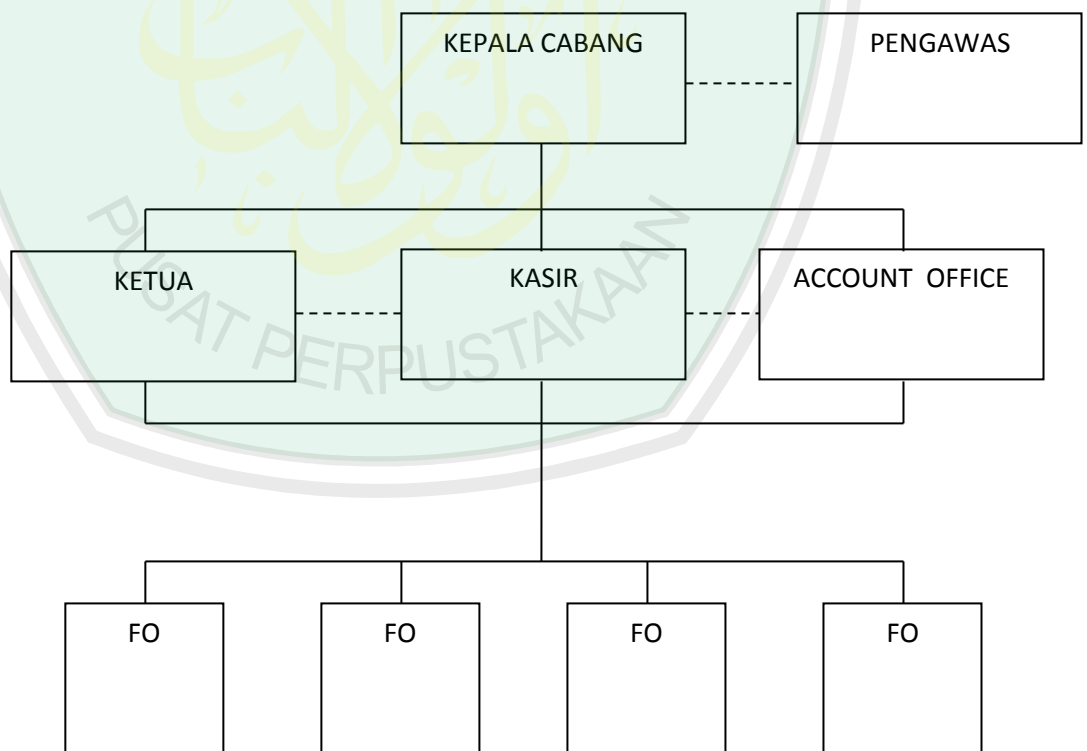 KEPALA CABANG
PENGAWAS
KETUA
KASIR
ACCOUNT OFFICE
PUSAT PERPUSTAKAAN
FO
FO
FO
FO